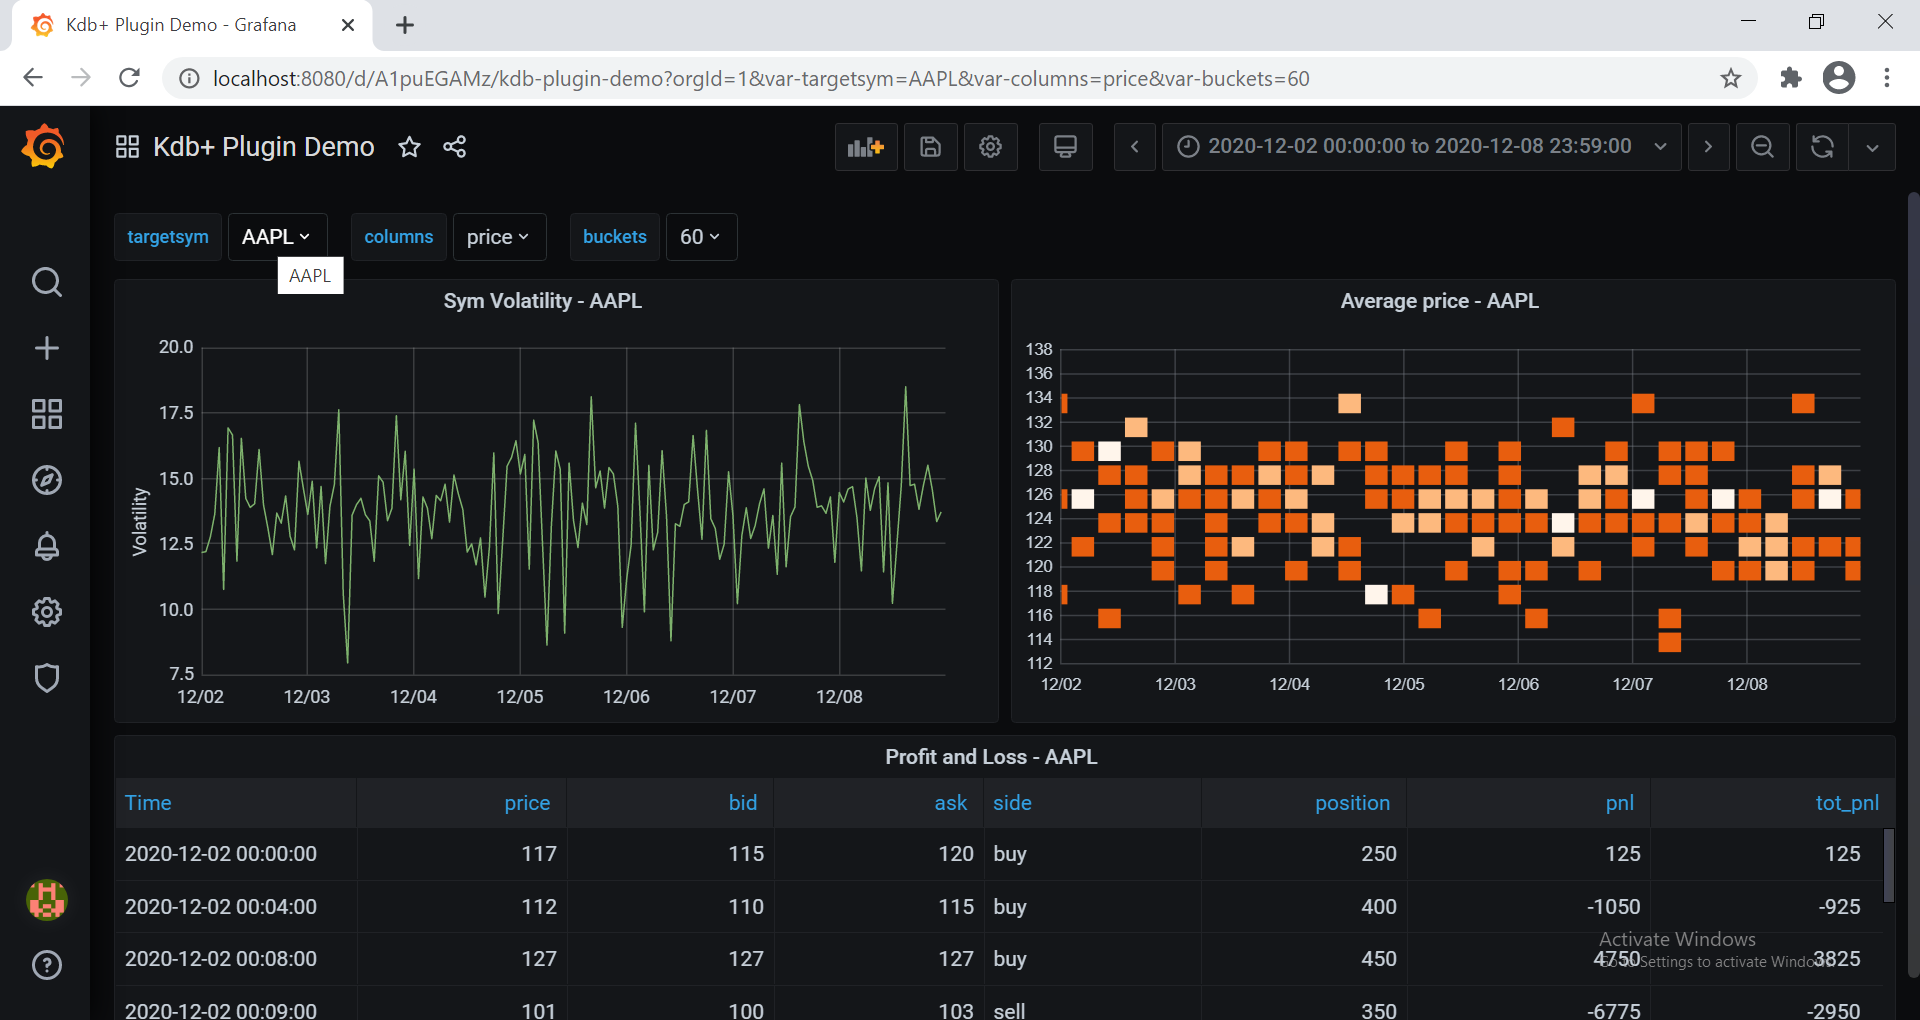 Kdb+ Plugin Demo - Grafana
localhost:8080/d/A1puEGAMz/kdb-plugin-demo?orgId=1&var-targetsym=AAPL&var-columns=price&var-buckets=60
Kdb+ Plugin Demo
2020-12-02 00:00:00 to 2020-12-08 23:59:00
targetsym AAPL columns price buckets 60
AAPL
Sym Volatility - AAPL
Volatility
20.0
17.5
15.0
12.5
10.0
7.5
12/02 12/03 12/04 12/05 12/06 12/07 12/08
Average price - AAPL
138
136
134
132
130
128
126
124
122
120
118
116
114
112
12/02 12/03 12/04 12/05 12/06 12/07 12/08
Profit and Loss - AAPL
Time price bid ask side position pnl tot_pnl
2020-12-02 00:00:00 117 115 120 buy 250 125 125
2020-12-02 00:04:00 112 110 115 buy 400 -1050 -925
2020-12-02 00:08:00 127 127 127 buy 450 4750 3825
2020-12-02 00:09:00 101 100 103 sell 350 -6775 -2950
Activate Windows
Go to Settings to activate Windows.